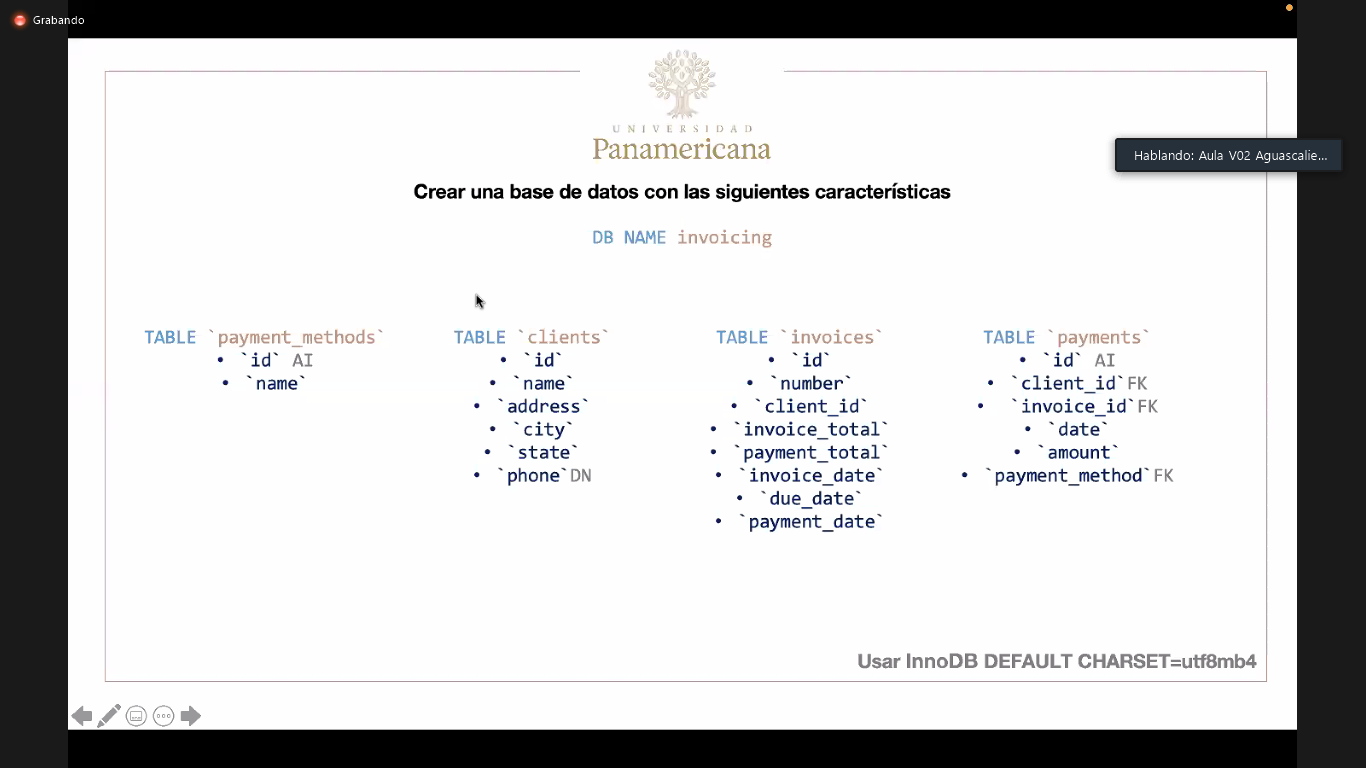 Grabando
UNIVERSIDAD
Panamericana
Hablando: Aula V02 Aguascalie...
Crear una base de datos con las siguientes características
DB NAME invoicing
TABLE `payment_methods`
• `id` AI
• `name`
TABLE `clients`
• `id`
• `name`
• `address`
• `city`
• `state`
• `phone`DN
TABLE `invoices`
• `id`
• `number`
• `client_id`
• `invoice_total`
• `payment_total`
• `invoice_date`
• `due_date`
• `payment_date`
TABLE `payments`
• `id` AI
• `client_id`FK
• `invoice_id`FK
• `date`
• `amount`
• `payment_method`FK
Usar InnoDB DEFAULT CHARSET=utf8mb4